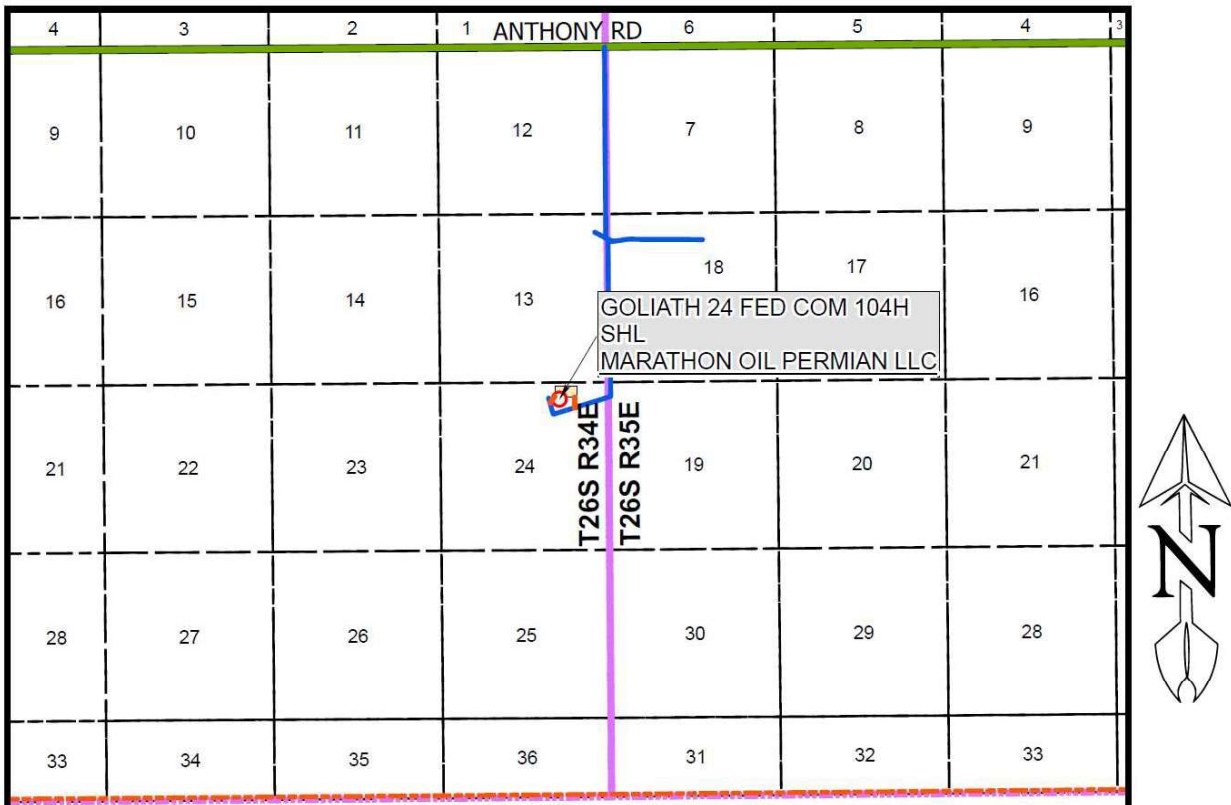 4 3 2 1 ANTHONY RD 6 5 4 3
9 10 11 12 7 8 9
18 17
16 15 14 13 16
GOLIATH 24 FED COM 104H
SHL
MARATHON OIL PERMIAN LLC
T26S R34E
T26S R35E
21 22 23 24 19 20 21
N
28 27 26 25 30 29 28
33 34 35 36 31 32 33